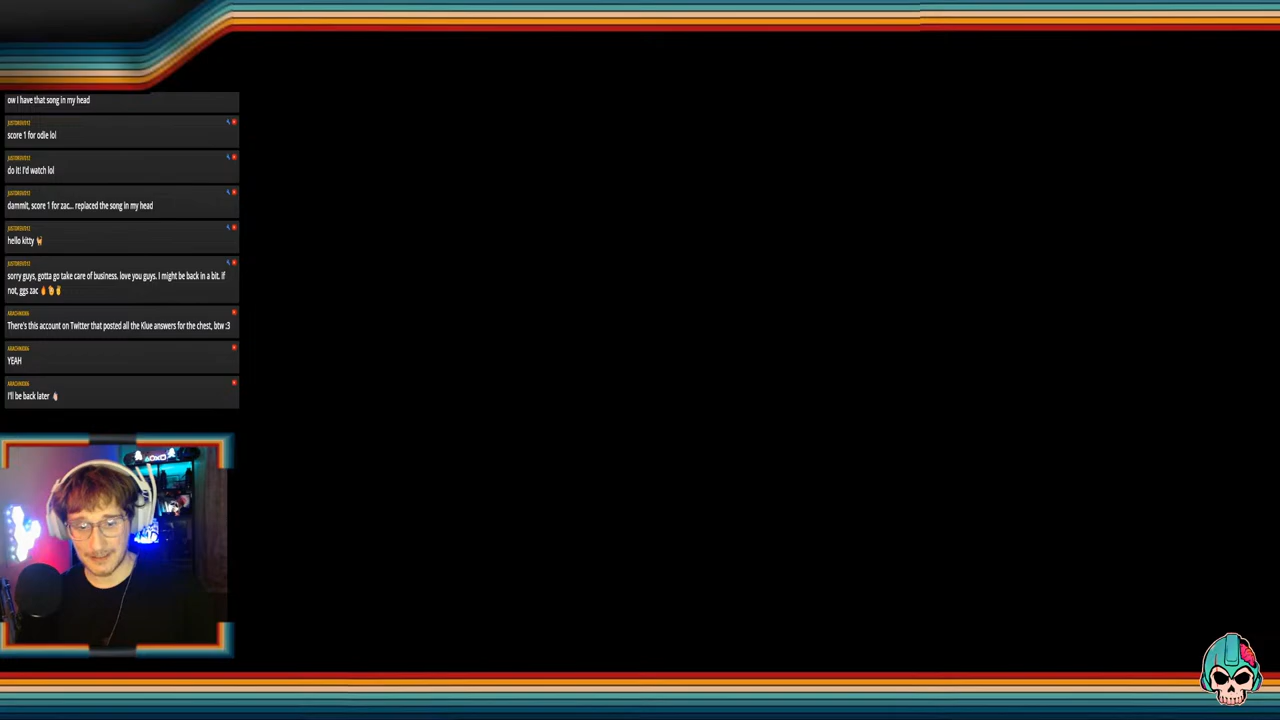 ow I have that song in my head
score 1 for odie lol
do it! I'd watch lol
dammit, score 1 for zac... replaced the song in my head
hello kitty
sorry guys, gotta go take care of business. love you guys. I might be back in a bit. if
not, ggs zac
There's this account on Twitter that posted all the Klue answers for the chest, btw :3
YEAH
I'll be back later